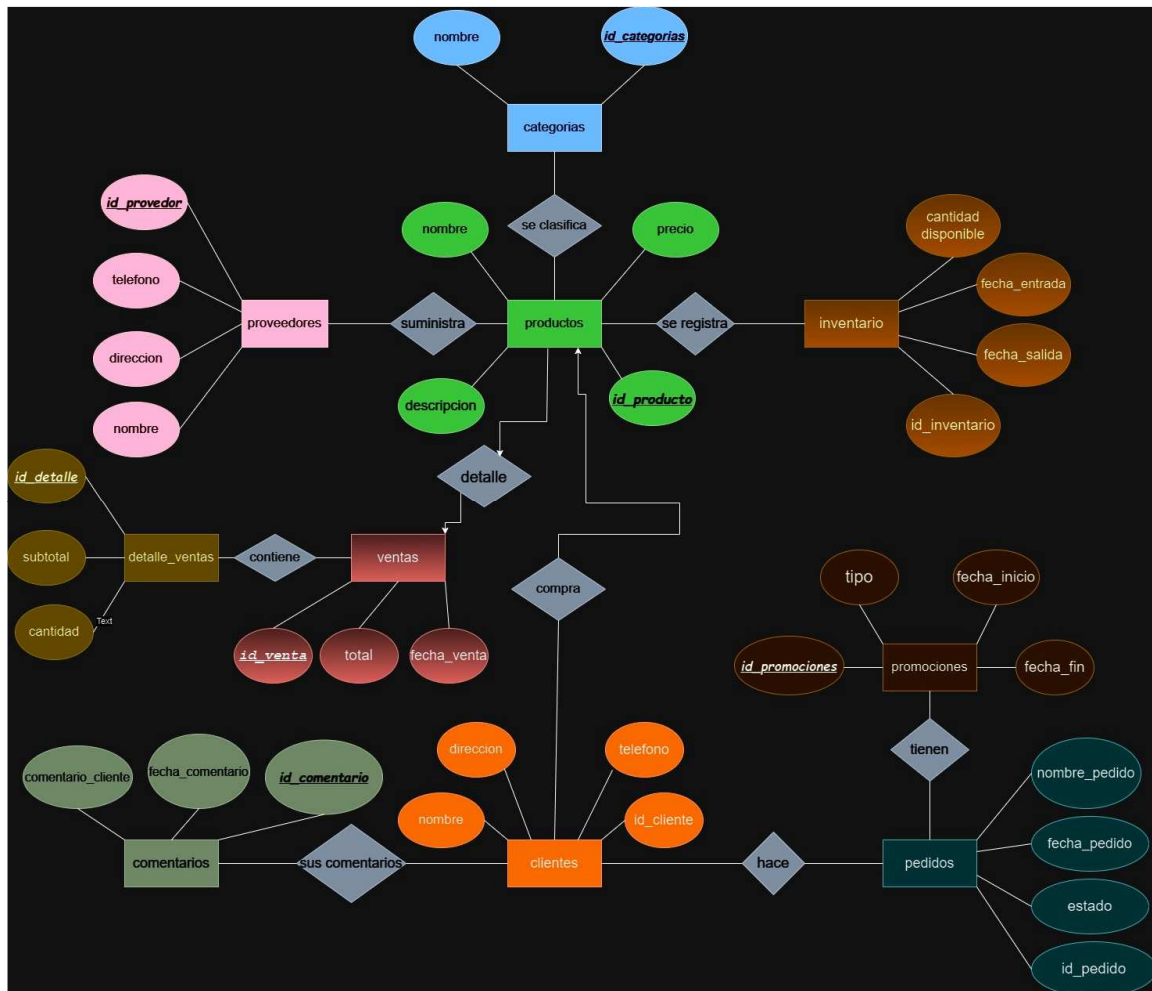 nombre
id_categorias
categorias
id_provedor
se clasifica
nombre
precio
cantidad
disponible
telefono
fecha_entrada
proveedores
suministra
productos
se registra
inventario
direccion
fecha_salida
descripcion
id_producto
nombre
id_inventario
id_detalle
detalle
subtotal
detalle_ventas
contiene
ventas
compra
tipo
fecha_inicio
cantidad
Text
id_venta
total
fecha_venta
id_promociones
promociones
fecha_fin
direccion
telefono
tienen
comentario_cliente
fecha_comentario
id_comentario
nombre_pedido
nombre
id_cliente
fecha_pedido
comentarios
sus comentarios
clientes
hace
pedidos
estado
id_pedido